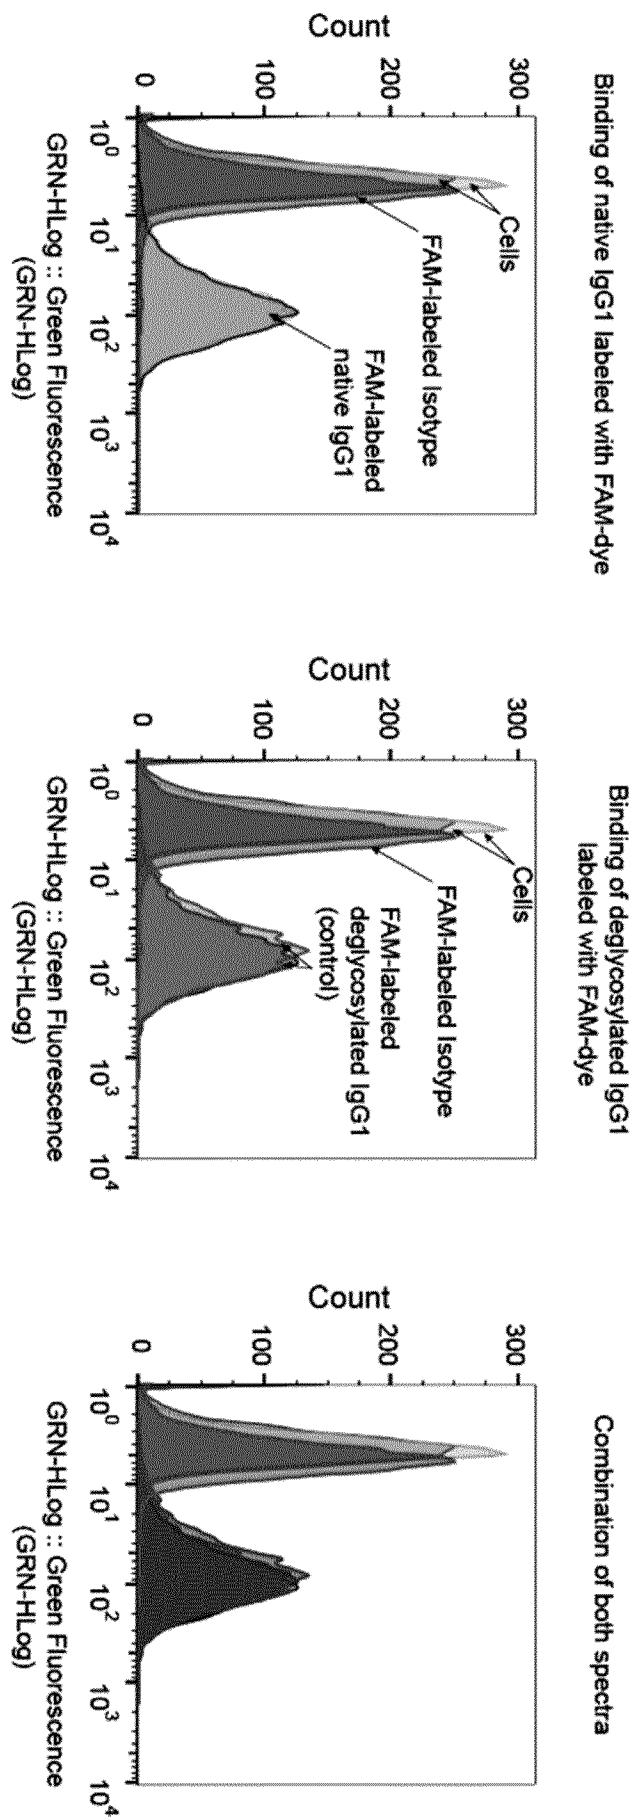 Binding of native IgG1 labeled with FAM-dye
Count
300
200
100
0
Cells
FAM-labeled Isotype
FAM-labeled
native IgG1
10^0
10^1
10^2
10^3
10^4
GRN-HLog :: Green Fluorescence
(GRN-HLog)
Binding of deglycosylated IgG1
labeled with FAM-dye
Count
300
200
100
0
Cells
FAM-labeled Isotype
FAM-labeled
deglycosylated IgG1
(control)
10^0
10^1
10^2
10^3
10^4
GRN-HLog :: Green Fluorescence
(GRN-HLog)
Combination of both spectra
Count
300
200
100
0
10^0
10^1
10^2
10^3
10^4
GRN-HLog :: Green Fluorescence
(GRN-HLog)